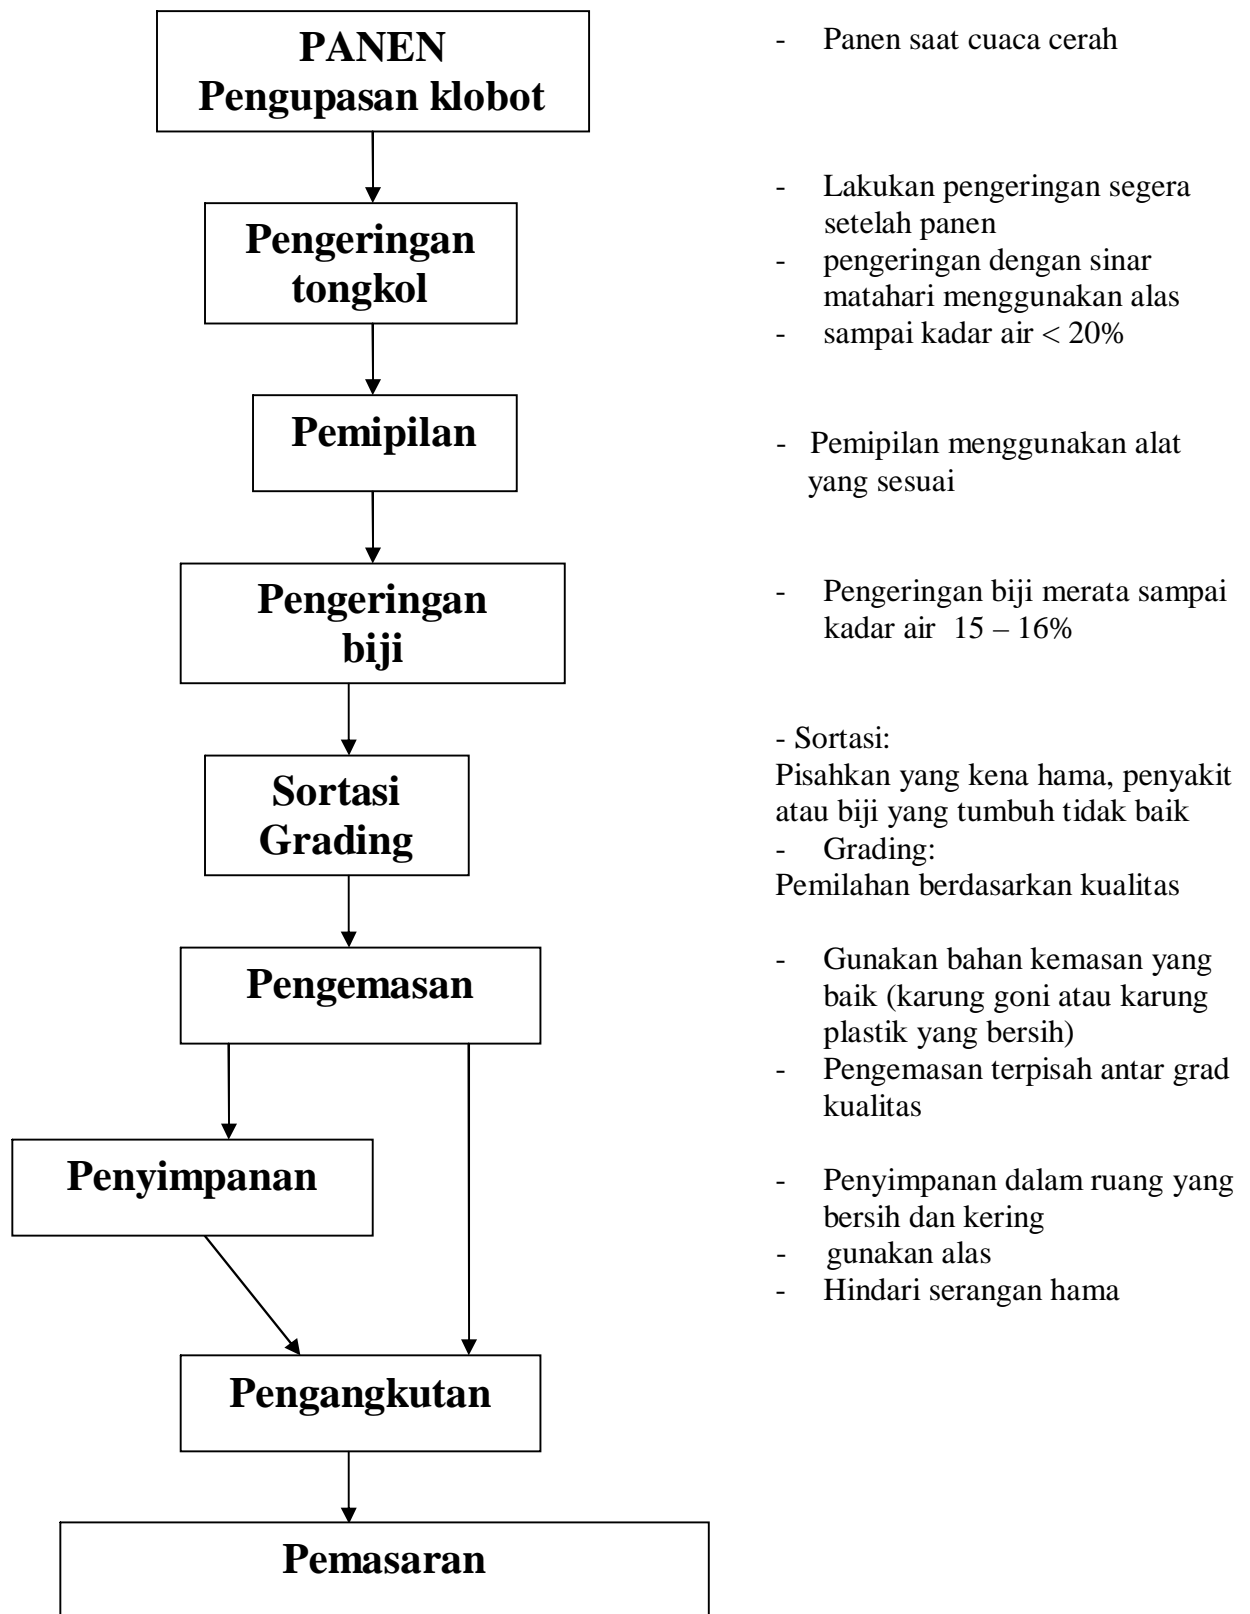 PANEN
Pengupasan klobot
- Panen saat cuaca cerah
Pengeringan
tongkol
- Lakukan pengeringan segera
setelah panen
- pengeringan dengan sinar
matahari menggunakan alas
- sampai kadar air < 20%
Pemipilan
- Pemipilan menggunakan alat
yang sesuai
Pengeringan
biji
- Pengeringan biji merata sampai
kadar air 15 – 16%
Sortasi
Grading
- Sortasi:
Pisahkan yang kena hama, penyakit
atau biji yang tumbuh tidak baik
- Grading:
Pemilahan berdasarkan kualitas
Pengemasan
- Gunakan bahan kemasan yang
baik (karung goni atau karung
plastik yang bersih)
- Pengemasan terpisah antar grad
kualitas
Penyimpanan
- Penyimpanan dalam ruang yang
bersih dan kering
- gunakan alas
- Hindari serangan hama
Pengangkutan
Pemasaran